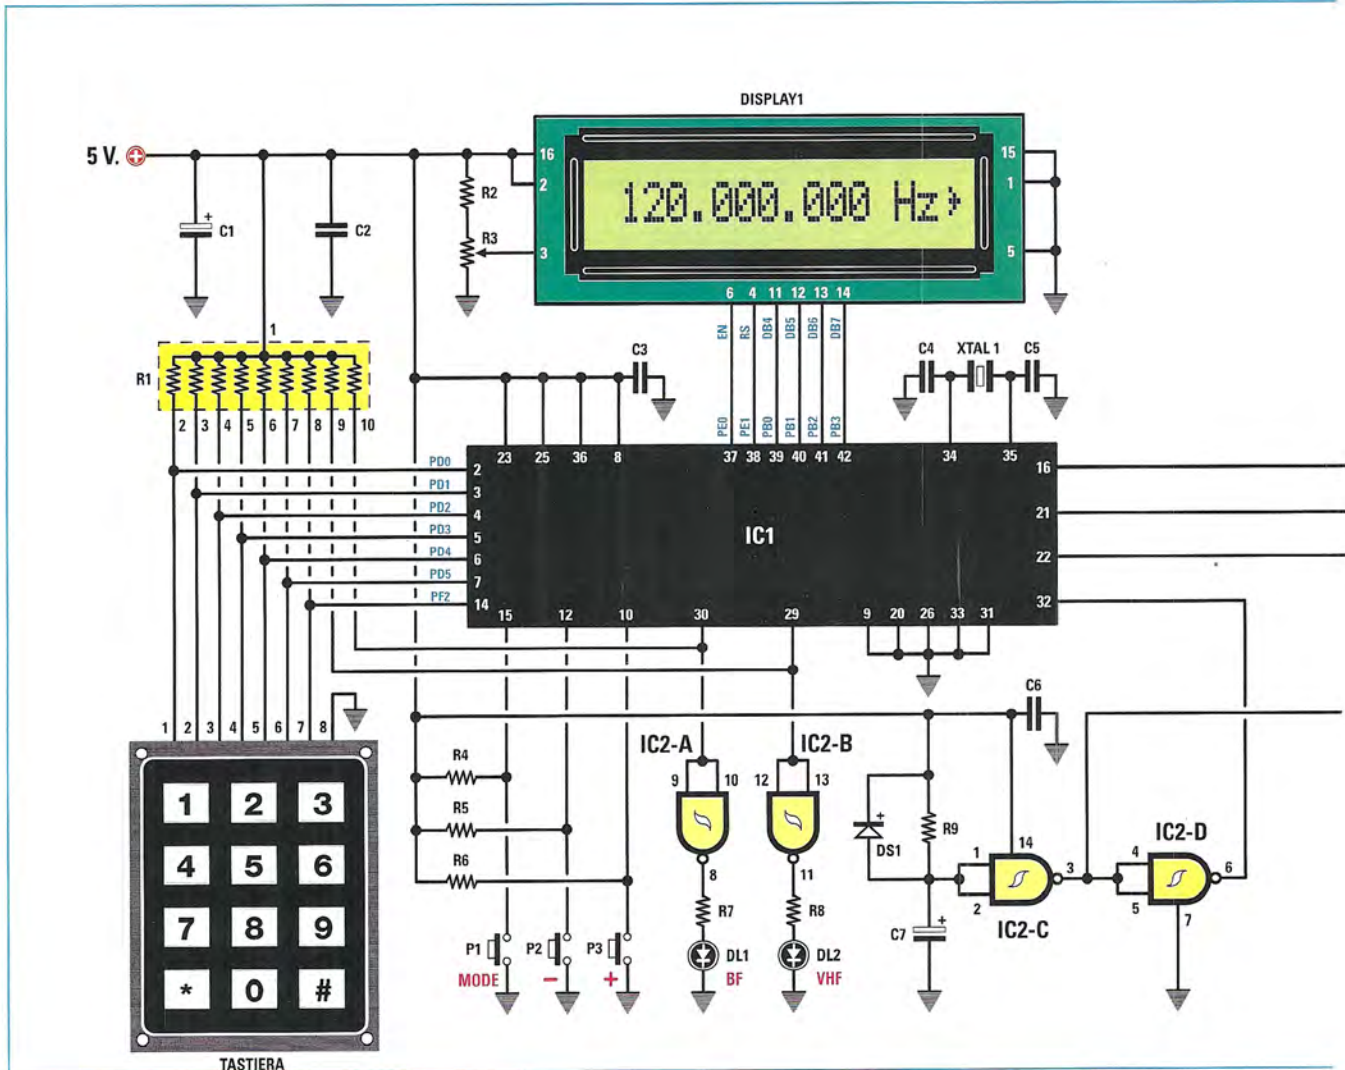 DISPLAY1
5 V.
16
2
3
120.000.000 Hz
15
1
5
+
C1
C2
R2
R3
6 4 11 12 13 14
EN RS DB4 DB5 DB6 DB7
1
R1
2 3 4 5 6 7 8 9 10
C3
C4 XTAL 1 C5
PE0 PE1 PB0 PB1 PB2 PB3
23 25 36 8 37 38 39 40 41 42 34 35
PD0 2
PD1 3
PD2 4
PD3 5
PD4 6
PD5 7
PF2 14
IC1
16
21
22
32
15 12 10 30 29 9 20 26 33 31
1 2 3 4 5 6 7 8
C6
IC2-A
IC2-B
9 10
12 13
8
11
R4
R5
R6
R7
R8
P1 P2 P3
MODE - +
DL1
BF
DL2
VHF
+
DS1
R9
C7
+
14
1
2
3
IC2-C
IC2-D
4
5
6
7
1 2 3
4 5 6
7 8 9
* 0 #
TASTIERA